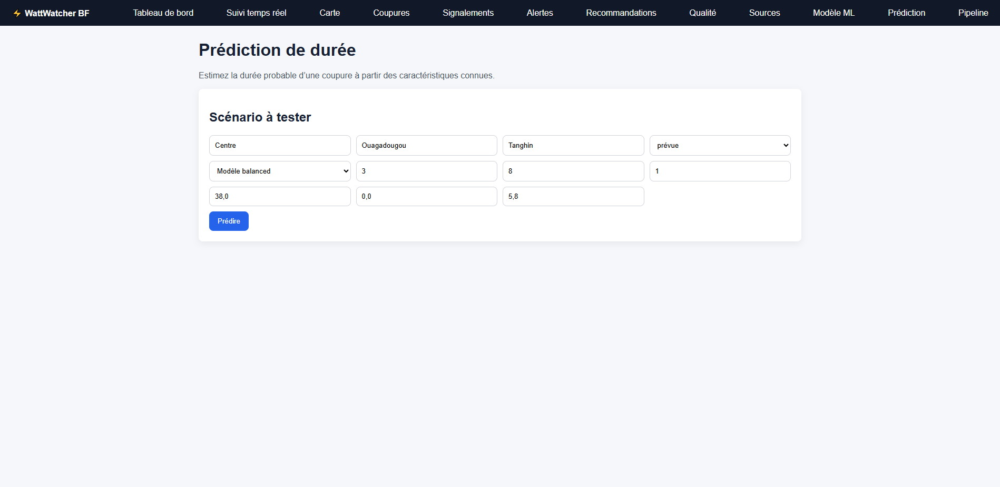 ⚡ WattWatcher BF Tableau de bord Suivi temps réel Carte Coupures Signalements Alertes Recommandations Qualité Sources Modèle ML Prédiction Pipeline
Prédiction de durée
Estimez la durée probable d’une coupure à partir des caractéristiques connues.
Scénario à tester
Centre Ouagadougou Tanghin prévue
Modèle balanced 3 8 1
38,0 0,0 5,8
Prédire